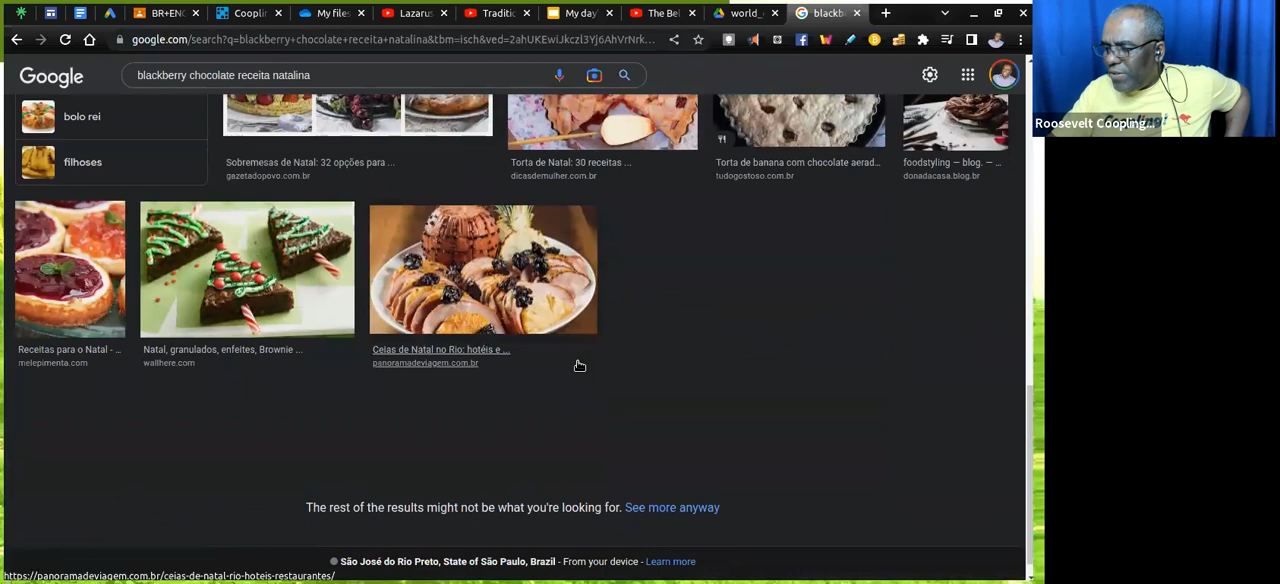 BR+EN
Cooplin
My files
Lazarus
Traditic
My day'
The Bel
world_
blackb
google.com/search?q=blackberry+chocolate+receita+natalina&tbm=isch&ved=2ahUKEwiJkczl3Yj6AhVrNrk...
Google
blackberry chocolate receita natalina
bolo rei
filhoses
Sobremesas de Natal: 32 opções para ...
gazetadopovo.com.br
Torta de Natal: 30 receitas ...
dicasdemulher.com.br
Torta de banana com chocolate aerad...
tudogostoso.com.br
foodstyling — blog. — ...
donadacasa.blog.br
Receitas para o Natal - ...
melepimenta.com
Natal, granulados, enfeites, Brownie ...
wallhere.com
Ceias de Natal no Rio: hotéis e ...
panoramadeviagem.com.br
The rest of the results might not be what you're looking for. See more anyway
São José do Rio Preto, State of São Paulo, Brazil - From your device - Learn more
https://panoramadeviagem.com.br/ceias-de-natal-rio-hoteis-restaurantes/
Roosevelt Coopling...